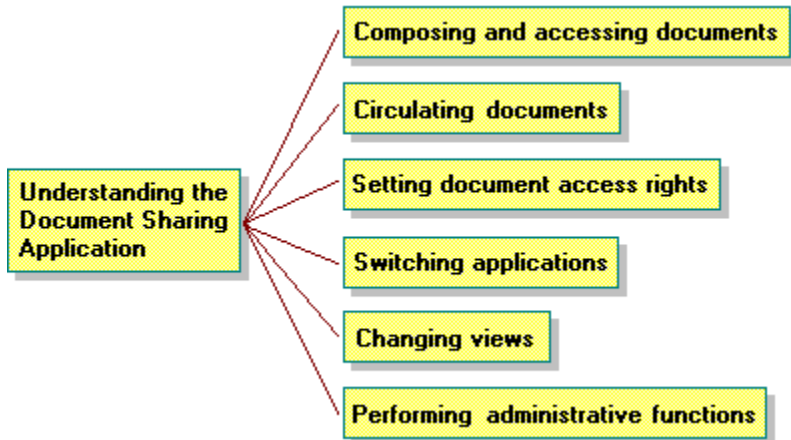 Composing and accessing documents
Circulating documents
Understanding the
Document Sharing
Application
Setting document access rights
Switching applications
Changing views
Performing administrative functions